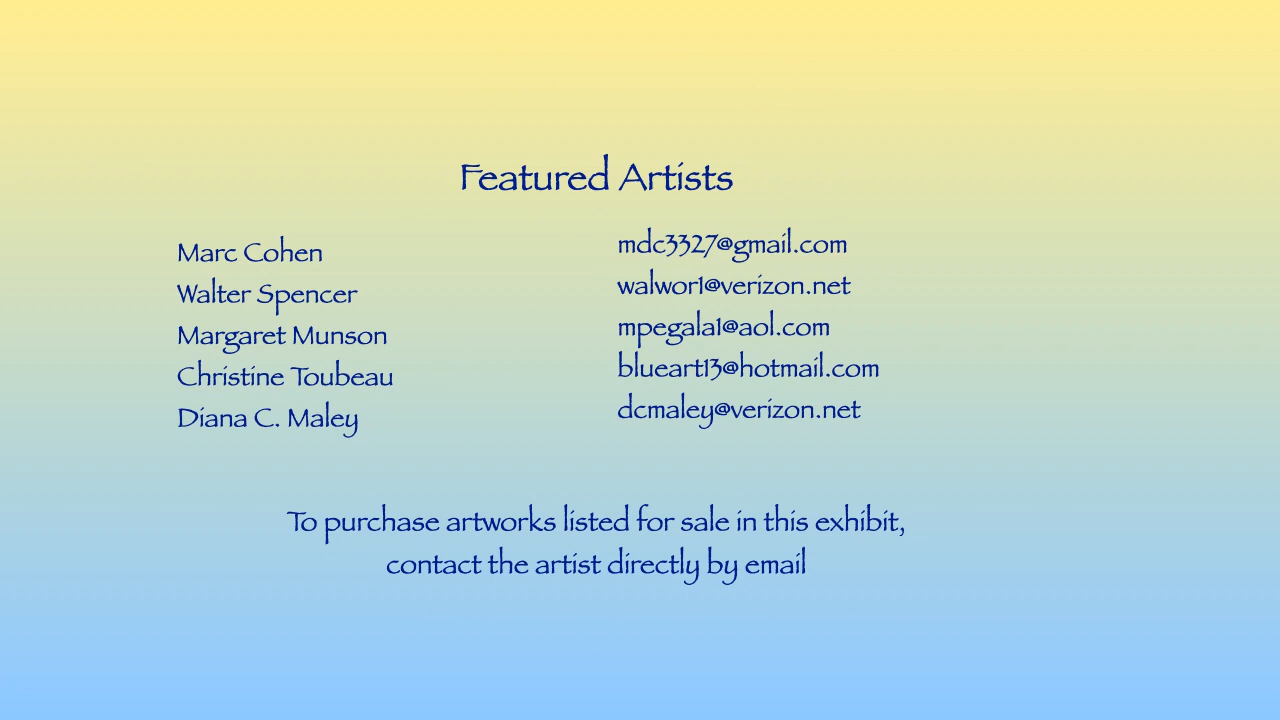 Featured Artists
Marc Cohen mdc3327@gmail.com
Walter Spencer walwor1@verizon.net
Margaret Munson mpegala1@aol.com
Christine Toubeau blueart13@hotmail.com
Diana C. Maley dcmaley@verizon.net
To purchase artworks listed for sale in this exhibit,
contact the artist directly by email